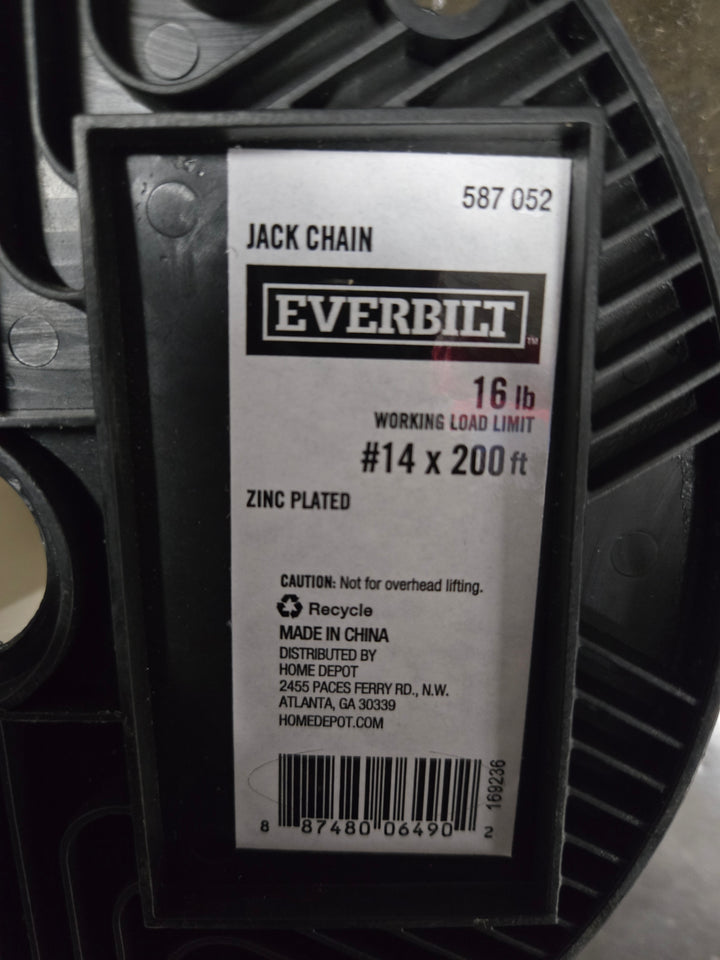 587 052
JACK CHAIN
EVERBILT™
16 lb
WORKING LOAD LIMIT
#14 x 200 ft
ZINC PLATED
CAUTION: Not for overhead lifting.
Recycle
MADE IN CHINA
DISTRIBUTED BY
HOME DEPOT
2455 PACES FERRY RD., N.W.
ATLANTA, GA 30339
HOMEDEPOT.COM
169236
8 87480 06490 2